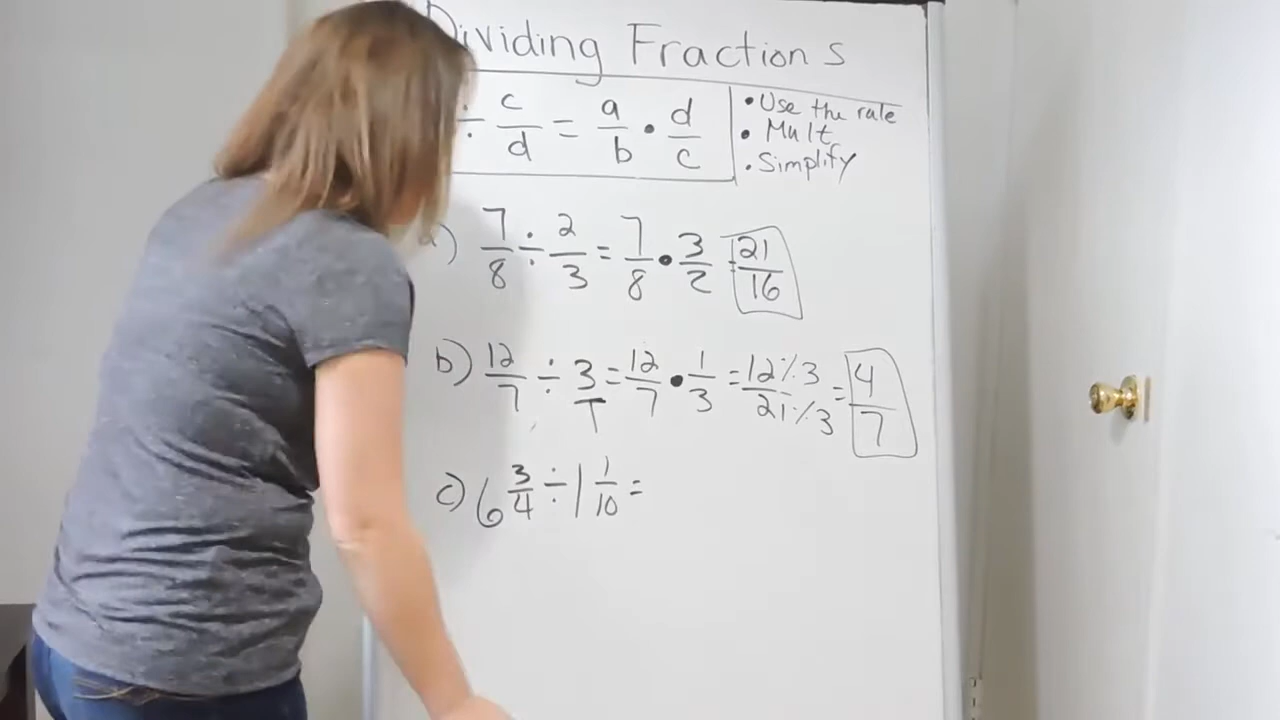 Dividing Fractions
÷ c/d = a/b • d/c
• Use the rule
• Mult
• Simplify
a) 7/8 ÷ 2/3 = 7/8 • 3/2 = 21/16
b) 12/7 ÷ 3/1 = 12/7 • 1/3 = 12÷3/21÷3 = 4/7
c) 6 3/4 ÷ 1 1/10 =